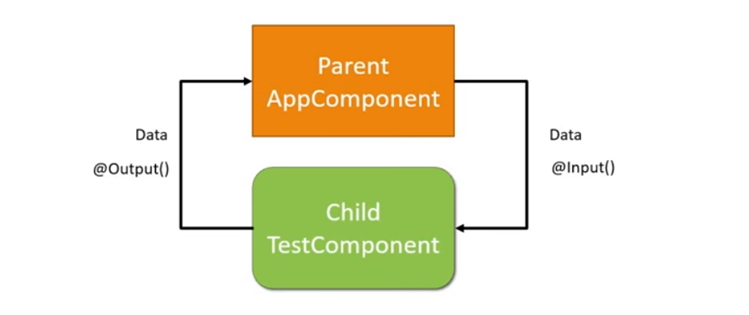 Parent
AppComponent
Data
@Output()
Data
@Input()
Child
TestComponent